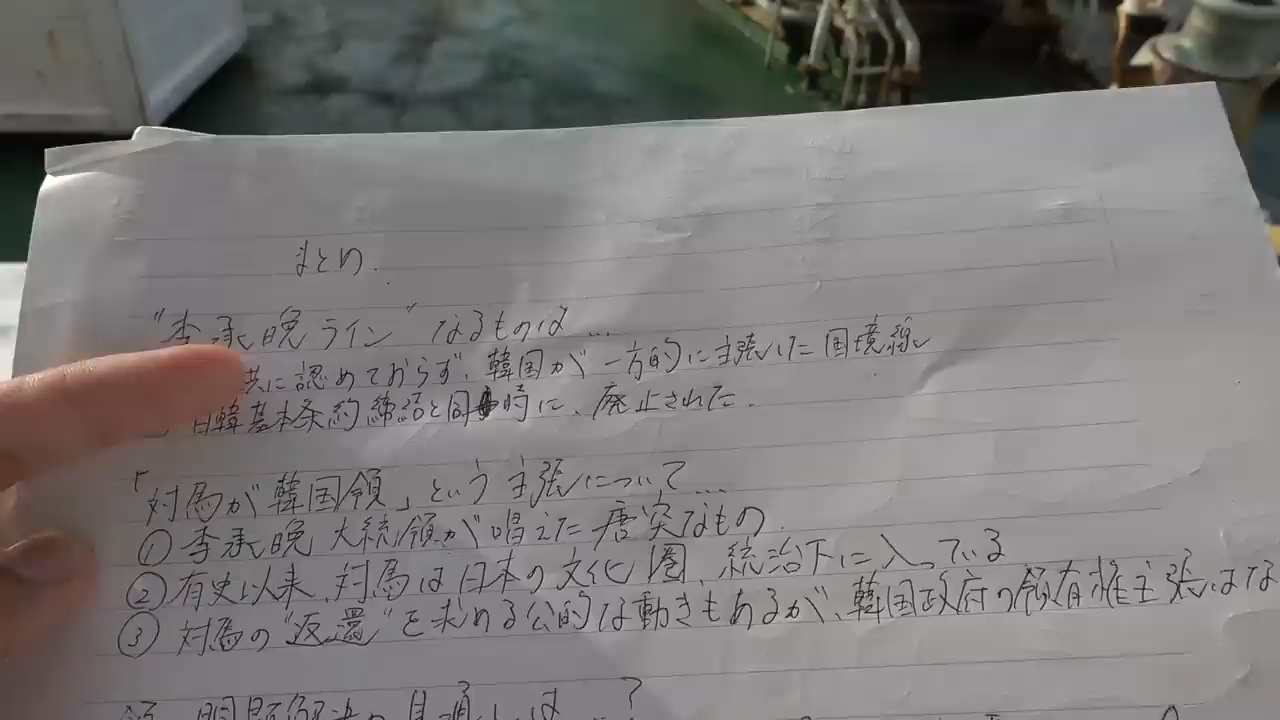 まとめ.
"李承晩ライン"なるものは…
共に認めておらず、韓国が一方的に主張した国境線
日韓基本条約締結と同時に、廃止された.
「対馬が韓国領」という主張について…
① 李承晩 大統領が唱えた唐突なもの.
② 有史以来、対馬は日本の文化圏、統治下に入っている
③ 対馬の"返還"を求める公的な動きもあるが、韓国政府の領有権主張はな